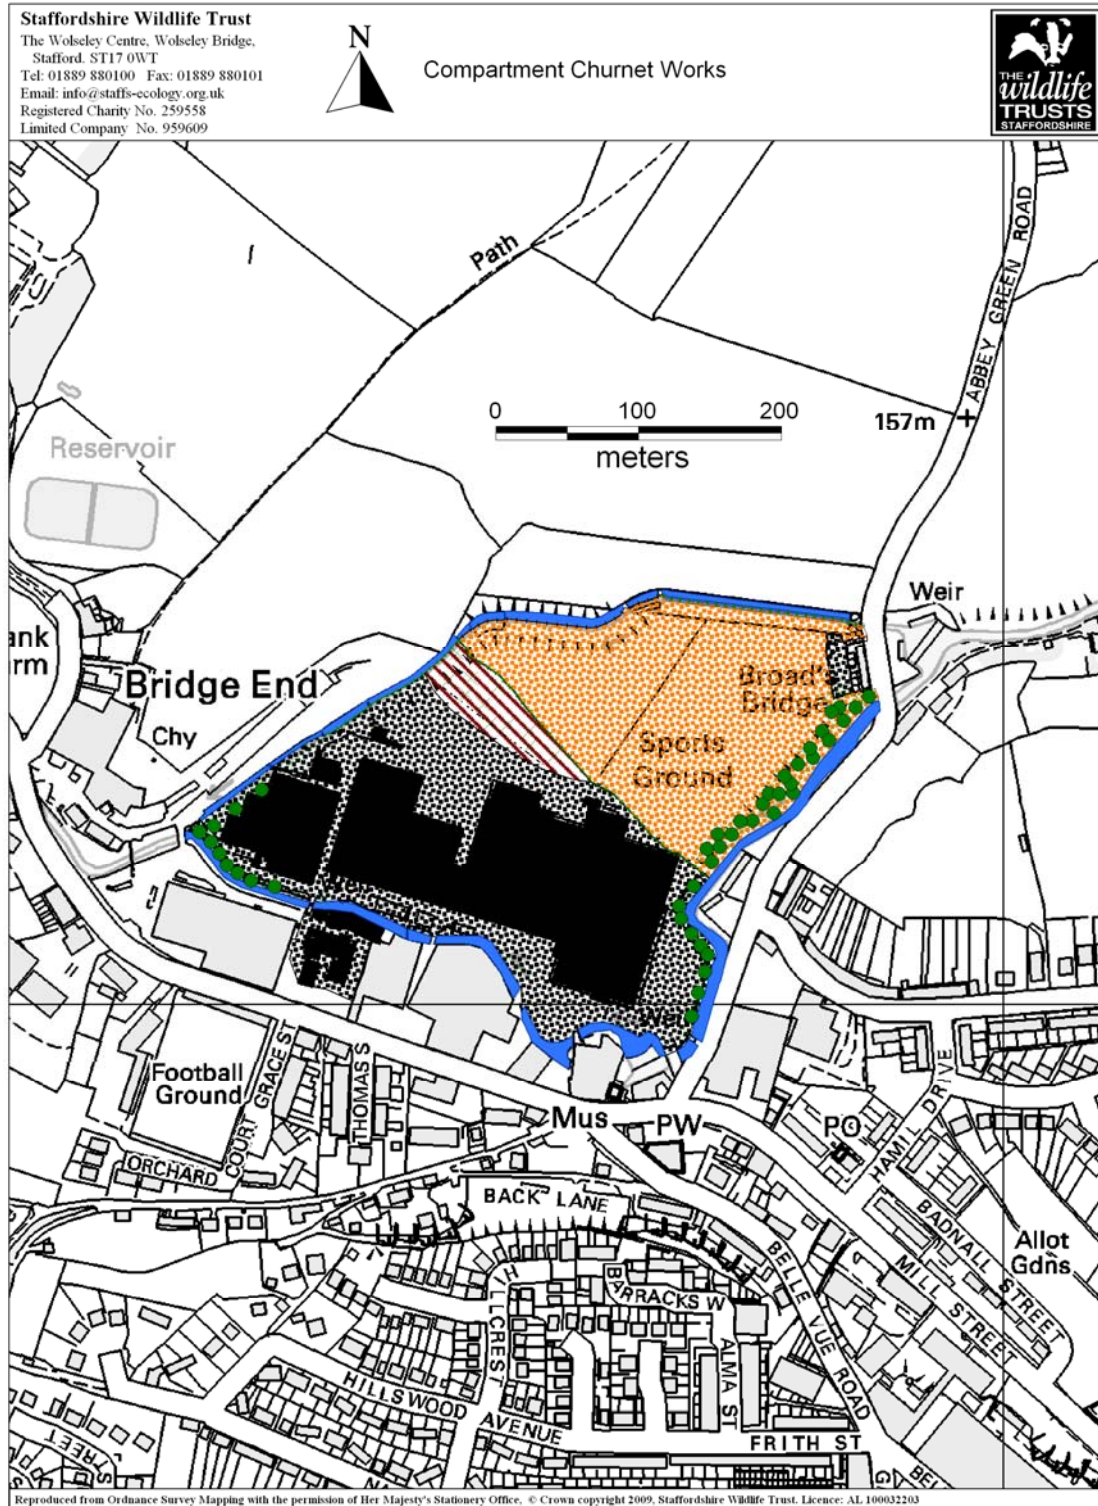 Staffordshire Wildlife Trust
The Wolseley Centre, Wolseley Bridge,
Stafford. ST17 0WT
Tel: 01889 880100 Fax: 01889 880101
Email: info@staffs-ecology.org.uk
Registered Charity No. 259558
Limited Company No. 959609
N
Compartment Churnet Works
THE
wildlife
TRUSTS
STAFFORDSHIRE
ABBEY GREEN ROAD
Path
0 100 200
meters
157m
Reservoir
Weir
ank
arm
Bridge End
Chy
Broad's
Bridge
Sports
Ground
Football
Ground
GRACE ST
COURT
ORCHARD
THOMAS S
Mus
PW
PO
HAMIL DRIVE
BACK LANE
BADNALL STREET
MILL STREET
Allot
Gdns
BELLE VUE ROAD
HILLCREST
BARRACKS W
ALMA ST
HILLSWOOD AVENUE
FRITH ST
STREET
N
G
BEL
Reproduced from Ordnance Survey Mapping with the permission of Her Majesty's Stationery Office, © Crown copyright 2009, Staffordshire Wildlife Trust. Licence: AL 100032203